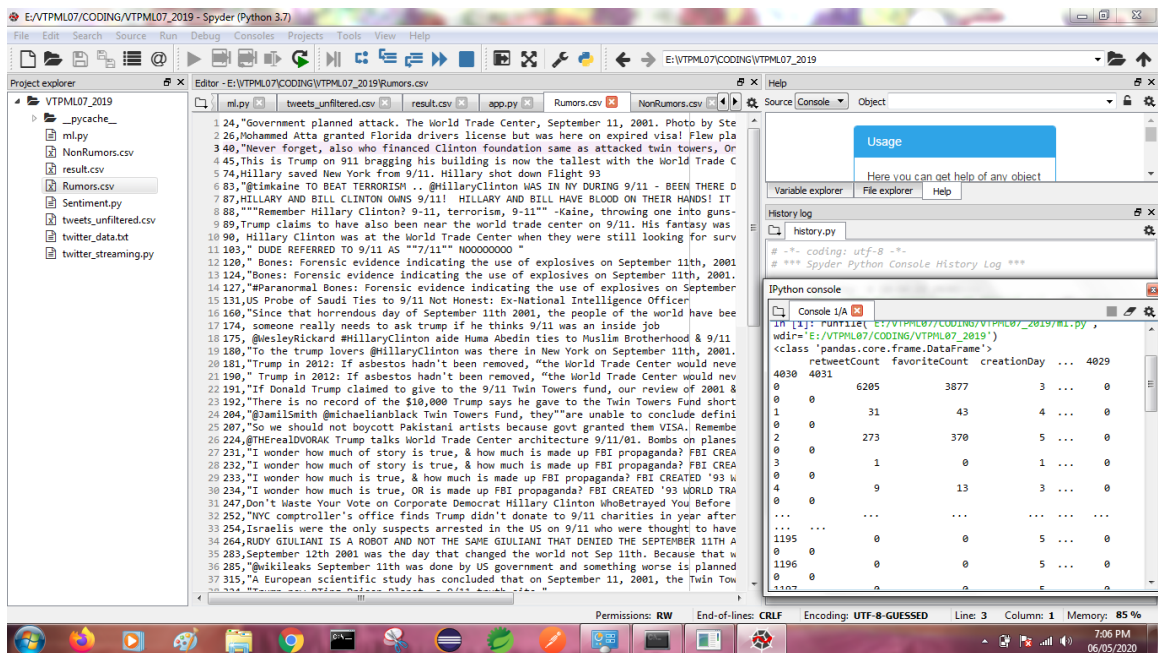 E:/VTPML07/CODING/VTPML07_2019 - Spyder (Python 3.7)
File Edit Search Source Run Debug Consoles Projects Tools View Help
E:\VTPML07\CODING\VTPML07_2019
Project explorer
VTPML07_2019
__pycache__
ml.py
NonRumors.csv
result.csv
Rumors.csv
Sentiment.py
tweets_unfiltered.csv
twitter_data.txt
twitter_streaming.py
Editor - E:\VTPML07\CODING\VTPML07_2019\Rumors.csv
ml.py tweets_unfiltered.csv result.csv app.py Rumors.csv NonRumors.csv
1 24,"Government planned attack. The World Trade Center, September 11, 2001. Photo by Ste
2 26,Mohammed Atta granted Florida drivers license but was here on expired visa! Flew pla
3 40,"Never forget, also who financed Clinton foundation same as attacked twin towers, Or
4 45,This is Trump on 911 bragging his building is now the tallest with the World Trade C
5 74,Hillary saved New York from 9/11. Hillary shot down Flight 93
6 83,"@timkaine TO BEAT TERRORISM .. @HillaryClinton WAS IN NY DURING 9/11 - BEEN THERE D
7 87,HILLARY AND BILL CLINTON OWNS 9/11!  HILLARY AND BILL HAVE BLOOD ON THEIR HANDS! IT
8 88,"""Remember Hillary Clinton? 9-11, terrorism, 9-11"" -Kaine, throwing one into guns-
9 89,Trump claims to have also been near the world trade center on 9/11. His fantasy was
10 90, Hillary Clinton was at the World Trade Center when they were still looking for surv
11 103," DUDE REFERRED TO 9/11 AS ""7/11"" NOOOOOOOO "
12 120," Bones: Forensic evidence indicating the use of explosives on September 11th, 2001
13 124,"Bones: Forensic evidence indicating the use of explosives on September 11th, 2001.
14 127,"#Paranormal Bones: Forensic evidence indicating the use of explosives on September
15 131,US Probe of Saudi Ties to 9/11 Not Honest: Ex-National Intelligence Officer
16 160,"Since that horrendous day of September 11th 2001, the people of the world have bee
17 174, someone really needs to ask trump if he thinks 9/11 was an inside job
18 175, @WesleyRickard #HillaryClinton aide Huma Abedin ties to Muslim Brotherhood & 9/11
19 180,"To the trump lovers @HillaryClinton was there in New York on September 11th, 2001.
20 181,"Trump in 2012: If asbestos hadn't been removed, “the World Trade Center would neve
21 190," Trump in 2012: If asbestos hadn't been removed, “the World Trade Center would nev
22 191,"If Donald Trump claimed to give to the 9/11 Twin Towers fund, our review of 2001 &
23 192,"There is no record of the $10,000 Trump says he gave to the Twin Towers Fund short
24 204,"@JamilSmith @michaelianblack Twin Towers Fund, they""are unable to conclude defini
25 207,"So we should not boycott Pakistani artists because govt granted them VISA. Remembe
26 224,@THErealDVORAK Trump talks World Trade Center architecture 9/11/01. Bombs on planes
27 231,"I wonder how much of story is true, & how much is made up FBI propaganda? FBI CREA
28 232,"I wonder how much of story is true, & how much is made up FBI propaganda? FBI CREA
29 233,"I wonder how much is true, & how much is made up FBI propaganda? FBI CREATED '93 W
30 234,"I wonder how much is true, OR is made up FBI propaganda? FBI CREATED '93 WORLD TRA
31 247,Don't Waste Your Vote on Corporate Democrat Hillary Clinton WhoBetrayed You Before
32 252,"NYC comptroller's office finds Trump didn't donate to 9/11 charities in year after
33 254,Israelis were the only suspects arrested in the US on 9/11 who were thought to have
34 264,RUDY GIULIANI IS A ROBOT AND NOT THE SAME GIULIANI THAT DENIED THE SEPTEMBER 11TH A
35 283,September 12th 2001 was the day that changed the world not Sep 11th. Because that w
36 285,"@wikileaks September 11th was done by US government and something worse is planned
37 315,"A European scientific study has concluded that on September 11, 2001, the Twin Tow
Help
Source Console Object
Usage
Here you can get help of any object
Variable explorer File explorer Help
History log
history.py
# -*- coding: utf-8 -*-
# *** Spyder Python Console History Log ***
IPython console
Console 1/A
In [1]: runfile('E:/VTPML07/CODING/VTPML07_2019/ml.py',
wdir='E:/VTPML07/CODING/VTPML07_2019')
<class 'pandas.core.frame.DataFrame'>
retweetCount favoriteCount creationDay ... 4029
4030 4031
0 6205 3877 3 ... 0
0 0
1 31 43 4 ... 0
0 0
2 273 370 5 ... 0
0 0
3 1 0 1 ... 0
0 0
4 9 13 3 ... 0
0 0
... ... ... ... ... ...
... ...
1195 0 0 5 ... 0
0 0
1196 0 0 5 ... 0
0 0
1197 0 0 5 ... 0
Permissions: RW End-of-lines: CRLF Encoding: UTF-8-GUESSED Line: 3 Column: 1 Memory: 85 %
7:06 PM
06/05/2020